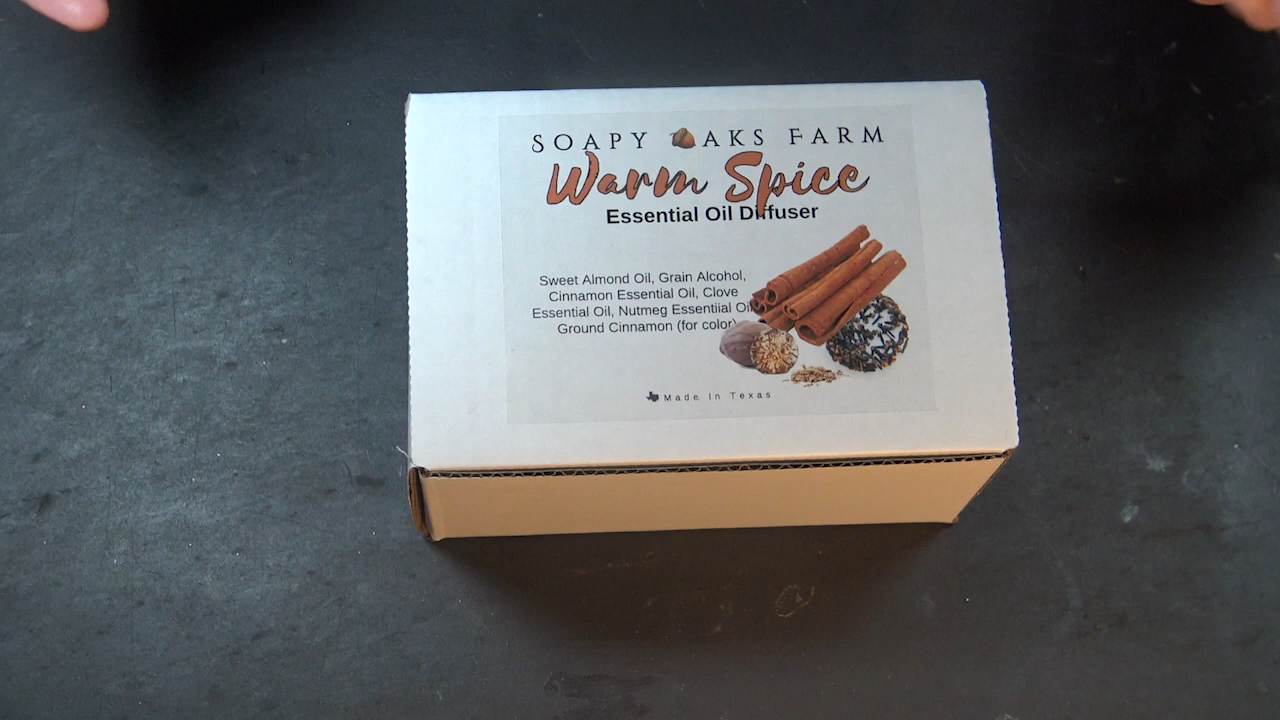 SOAPY OAKS FARM
Warm Spice
Essential Oil Diffuser
Sweet Almond Oil, Grain Alcohol,
Cinnamon Essential Oil, Clove
Essential Oil, Nutmeg Essentiial Oil
Ground Cinnamon (for color)
Made In Texas